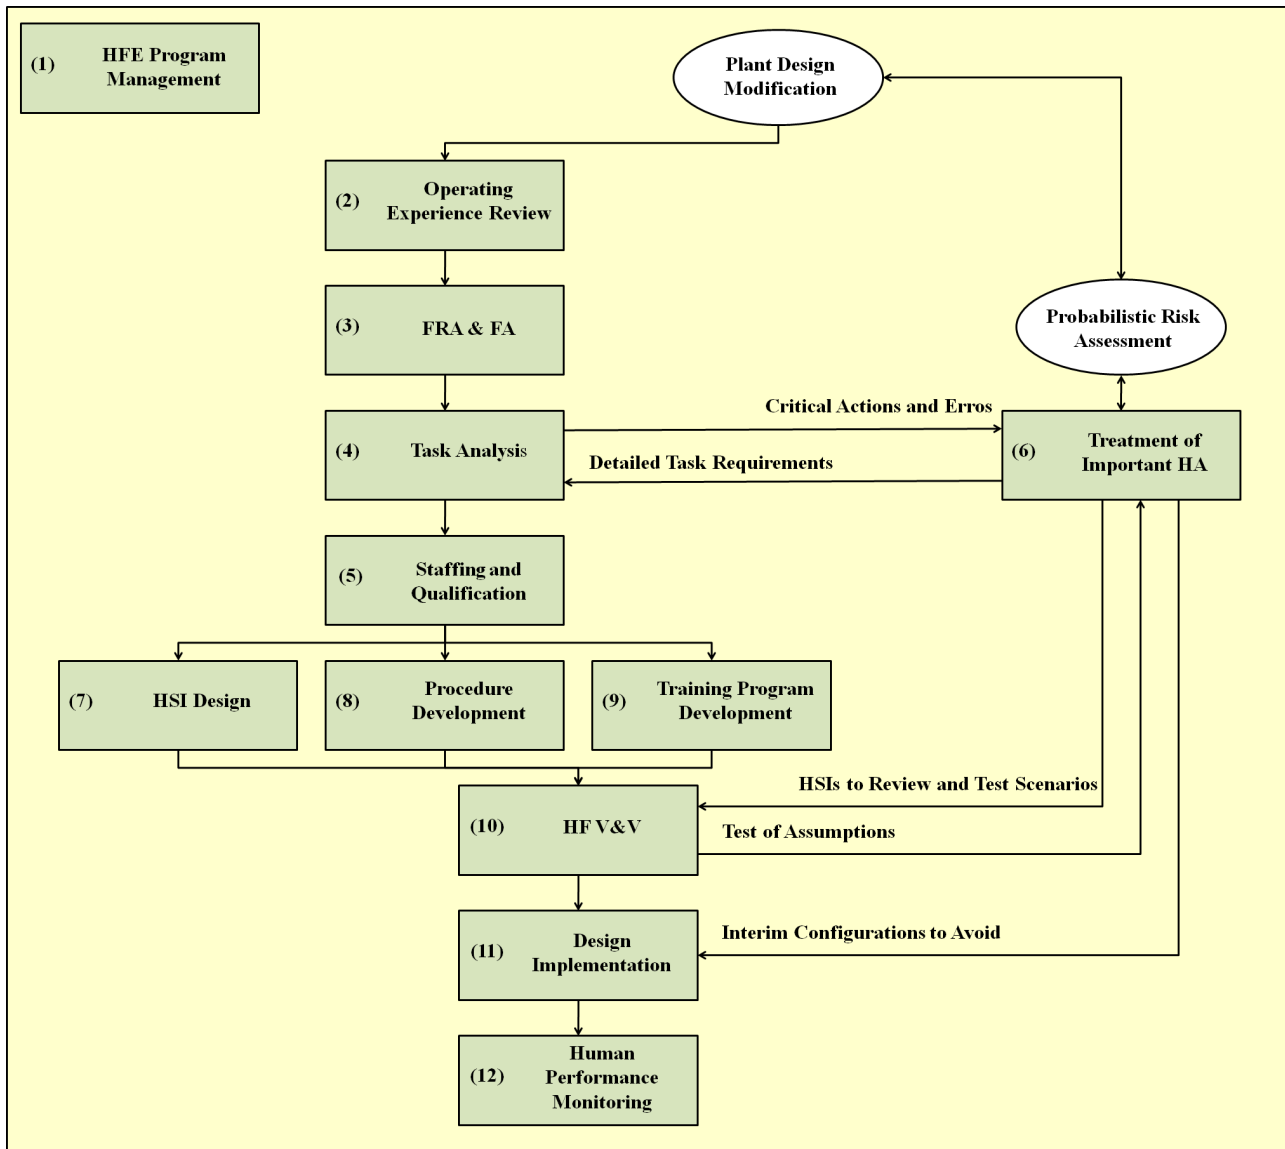 (1)
HFE Program
Management
Plant Design
Modification
(2)
Operating
Experience Review
(3)
FRA & FA
Probabilistic Risk
Assessment
Critical Actions and Erros
(4)
Task Analysis
Detailed Task Requirements
(6)
Treatment of
Important HA
(5)
Staffing and
Qualification
(7)
HSI Design
(8)
Procedure
Development
(9)
Training Program
Development
HSIs to Review and Test Scenarios
(10)
HF V&V
Test of Assumptions
(11)
Design
Implementation
Interim Configurations to Avoid
(12)
Human
Performance
Monitoring